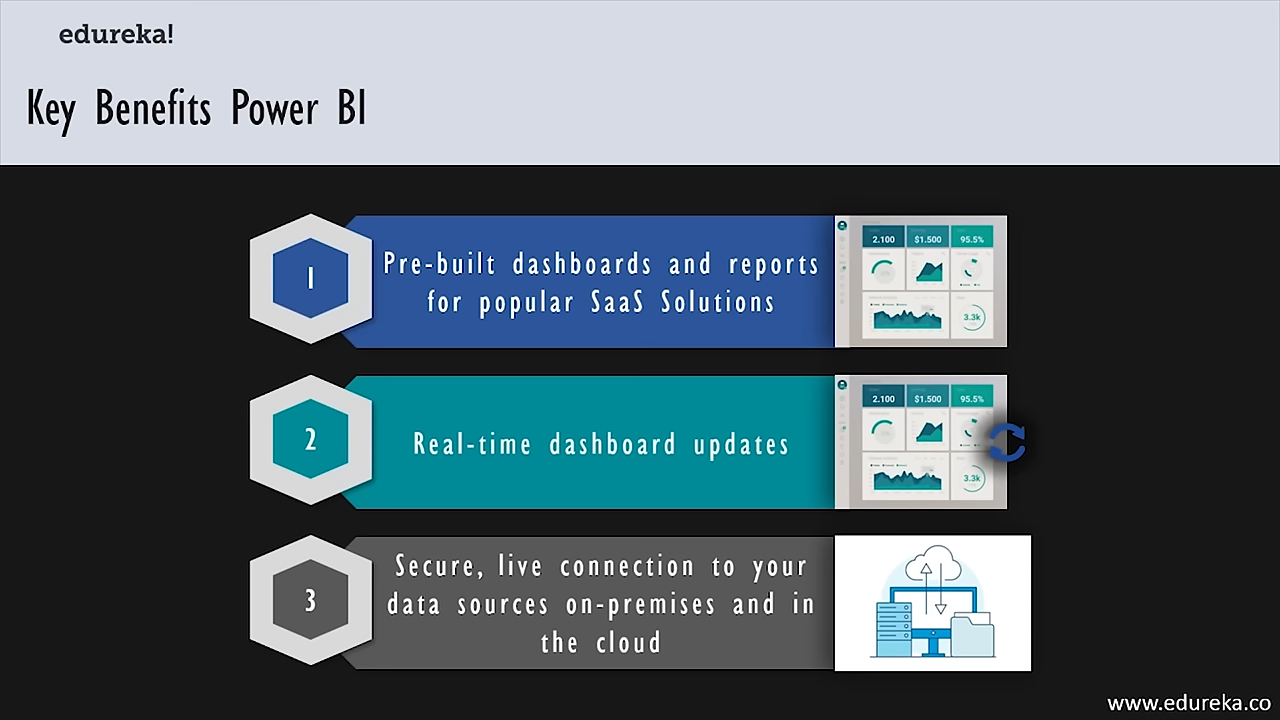 edureka!
Key Benefits Power BI
1
Pre-built dashboards and reports
for popular SaaS Solutions
2.100
$1.500
95.5%
3.3k
2
Real-time dashboard updates
2.100
$1.500
95.5%
3.3k
3
Secure, live connection to your
data sources on-premises and in
the cloud
www.edureka.co